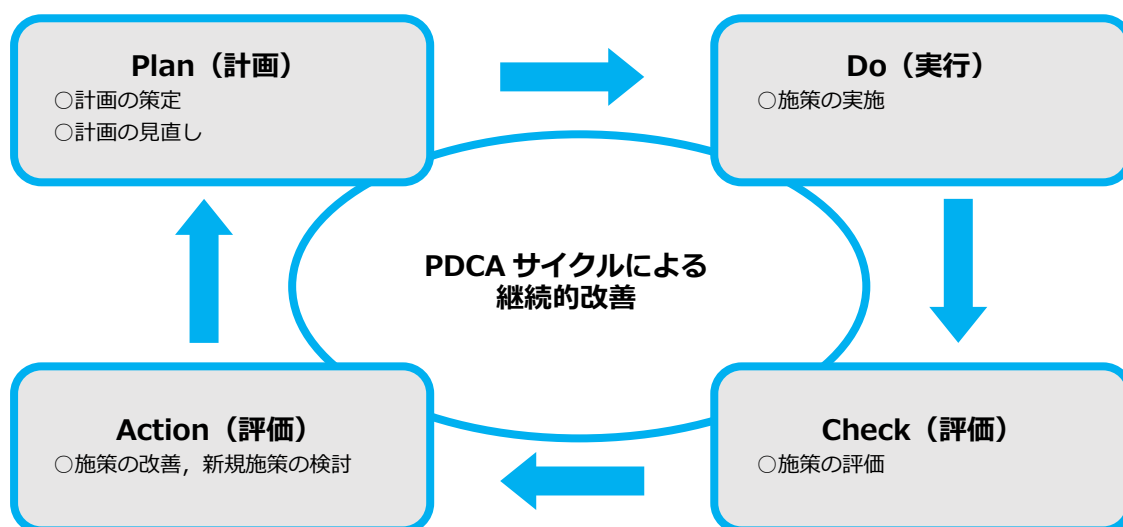 Plan（計画）
○計画の策定
○計画の見直し
Do（実行）
○施策の実施
PDCA サイクルによる
継続的改善
Action（評価）
○施策の改善，新規施策の検討
Check（評価）
○施策の評価